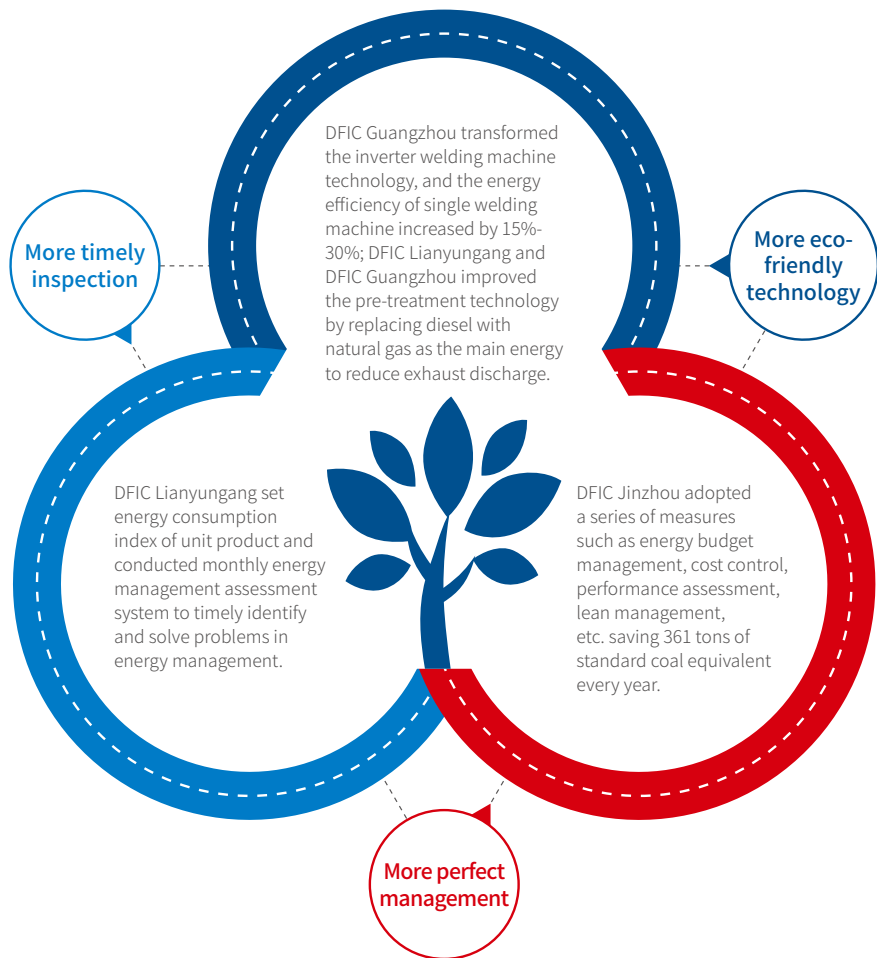 DFIC Guangzhou transformed
the inverter welding machine
technology, and the energy
efficiency of single welding
machine increased by 15%-
30%; DFIC Lianyungang and
DFIC Guangzhou improved
the pre-treatment technology
by replacing diesel with
natural gas as the main energy
to reduce exhaust discharge.
More timely
inspection
More eco-
friendly
technology
DFIC Lianyungang set
energy consumption
index of unit product and
conducted monthly energy
management assessment
system to timely identify
and solve problems in
energy management.
DFIC Jinzhou adopted
a series of measures
such as energy budget
management, cost control,
performance assessment,
lean management,
etc. saving 361 tons of
standard coal equivalent
every year.
More perfect
management